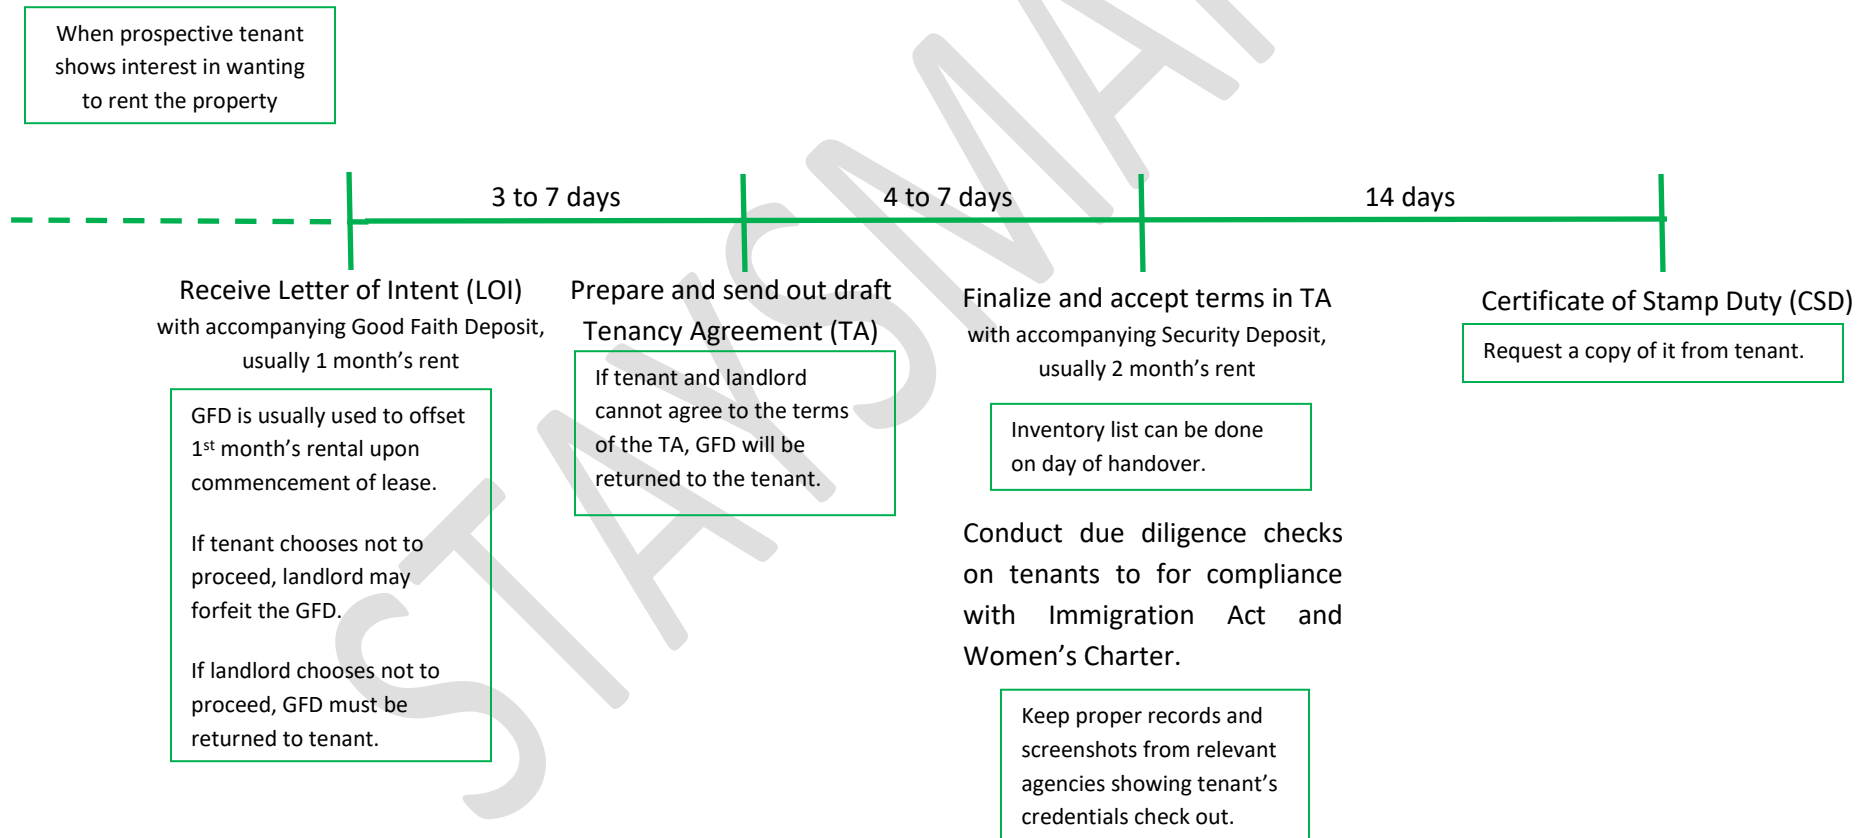 When prospective tenant
shows interest in wanting
to rent the property
3 to 7 days
4 to 7 days
14 days
Receive Letter of Intent (LOI)
with accompanying Good Faith Deposit,
usually 1 month's rent
GFD is usually used to offset
1st month's rental upon
commencement of lease.
If tenant chooses not to
proceed, landlord may
forfeit the GFD.
If landlord chooses not to
proceed, GFD must be
returned to tenant.
Prepare and send out draft
Tenancy Agreement (TA)
If tenant and landlord
cannot agree to the terms
of the TA, GFD will be
returned to the tenant.
Finalize and accept terms in TA
with accompanying Security Deposit,
usually 2 month's rent
Inventory list can be done
on day of handover.
Conduct due diligence checks
on tenants to for compliance
with Immigration Act and
Women's Charter.
Keep proper records and
screenshots from relevant
agencies showing tenant's
credentials check out.
Certificate of Stamp Duty (CSD)
Request a copy of it from tenant.
STAYSMA